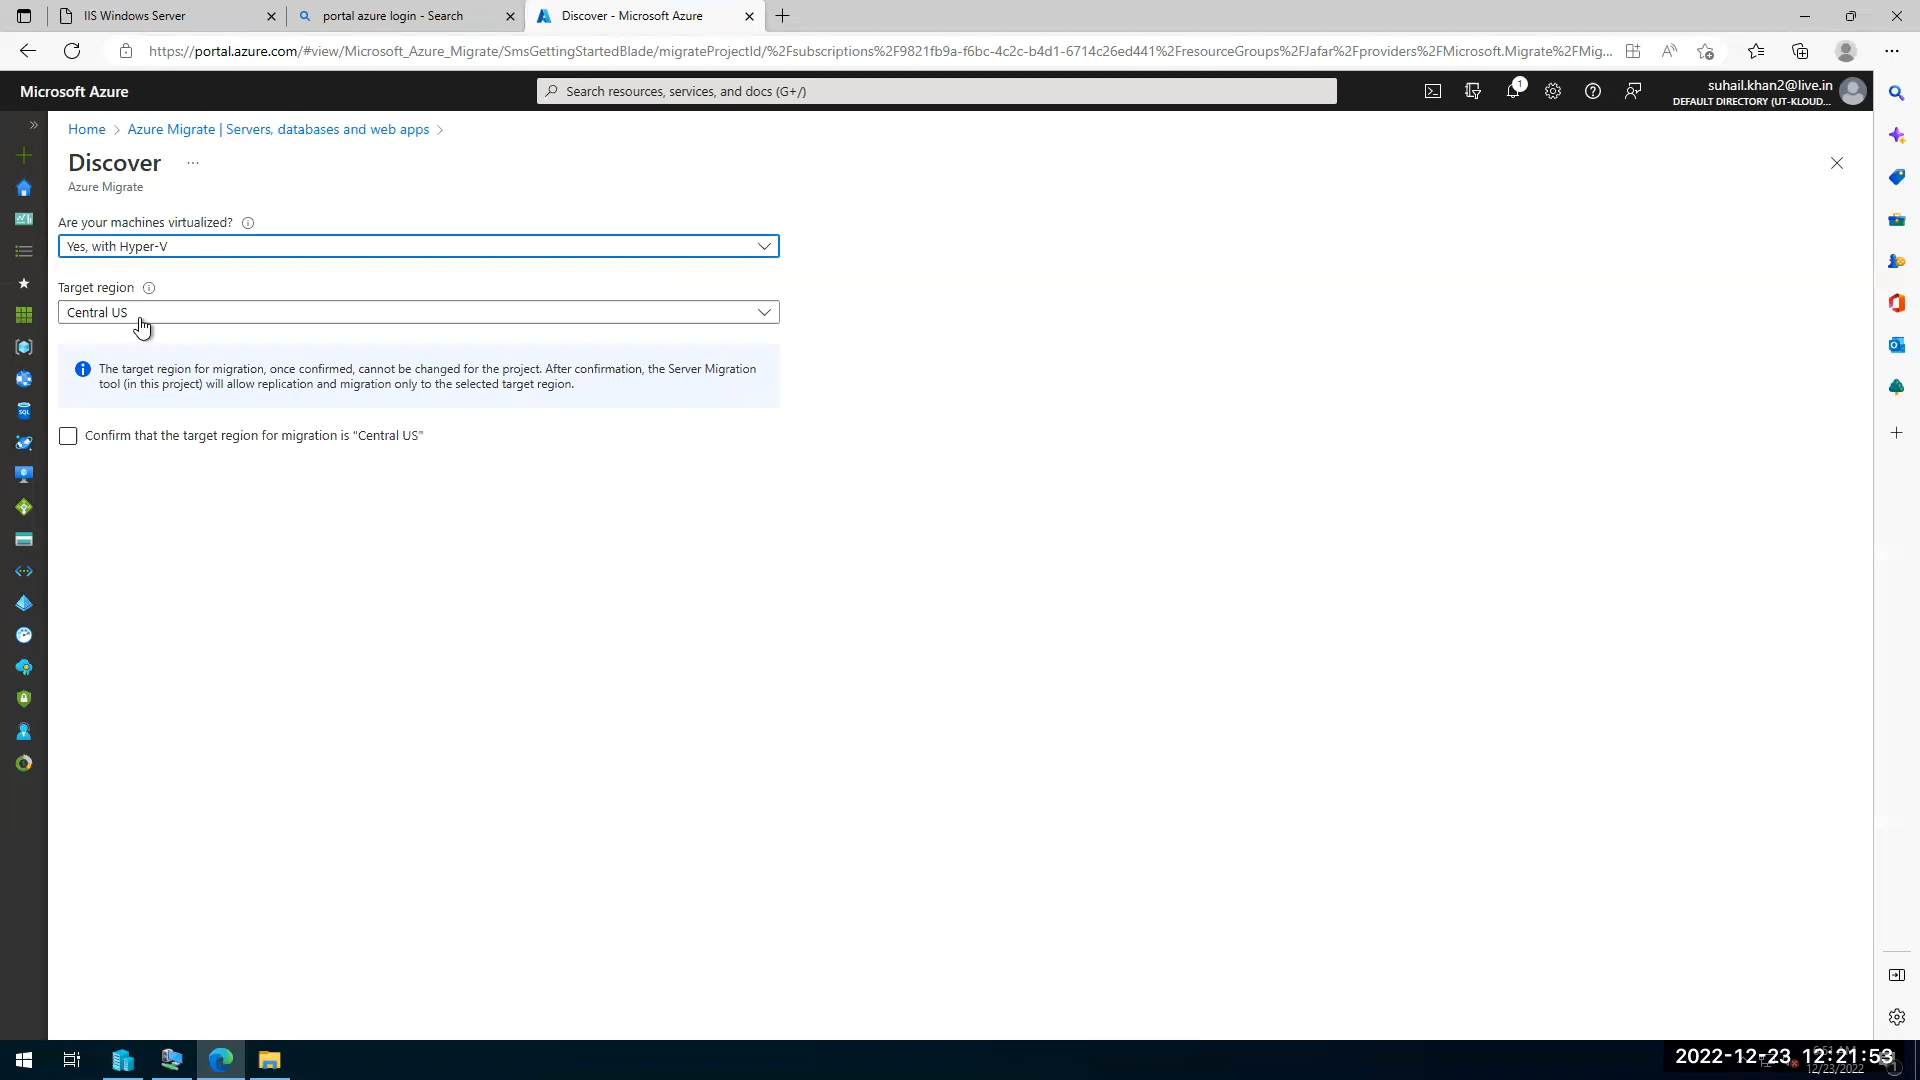 IIS Windows Server
portal azure login - Search
Discover - Microsoft Azure
https://portal.azure.com/#view/Microsoft_Azure_Migrate/SmsGettingStartedBlade/migrateProjectId/%2Fsubscriptions%2F9821fb9a-f6bc-4c2c-b4d1-6714c26ed441%2FresourceGroups%2FJafar%2Fproviders%2FMicrosoft.Migrate%2FMig...
Microsoft Azure
Search resources, services, and docs (G+/)
1
suhail.khan2@live.in
DEFAULT DIRECTORY (UT-KLOUD...
Home > Azure Migrate | Servers, databases and web apps >
Discover ...
Azure Migrate
Are your machines virtualized?
Yes, with Hyper-V
Target region
Central US
The target region for migration, once confirmed, cannot be changed for the project. After confirmation, the Server Migration
tool (in this project) will allow replication and migration only to the selected target region.
Confirm that the target region for migration is "Central US"
SQL
2022-12-23 12:21:53
12/23/2022
1